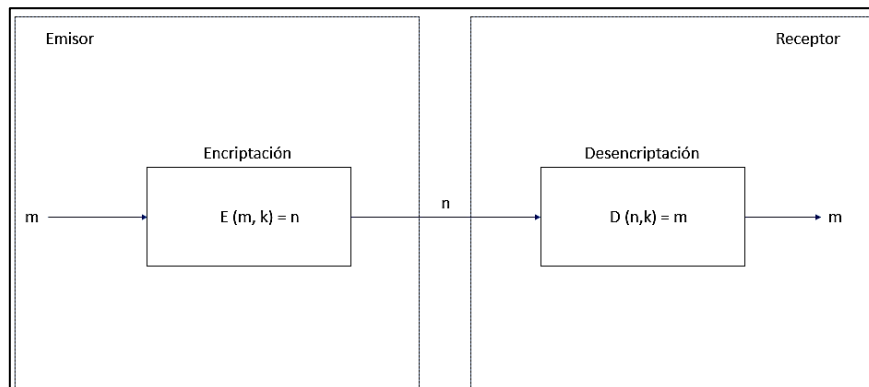 Emisor
Receptor
Encriptación
Desencriptación
m
E (m, k) = n
n
D (n,k) = m
m